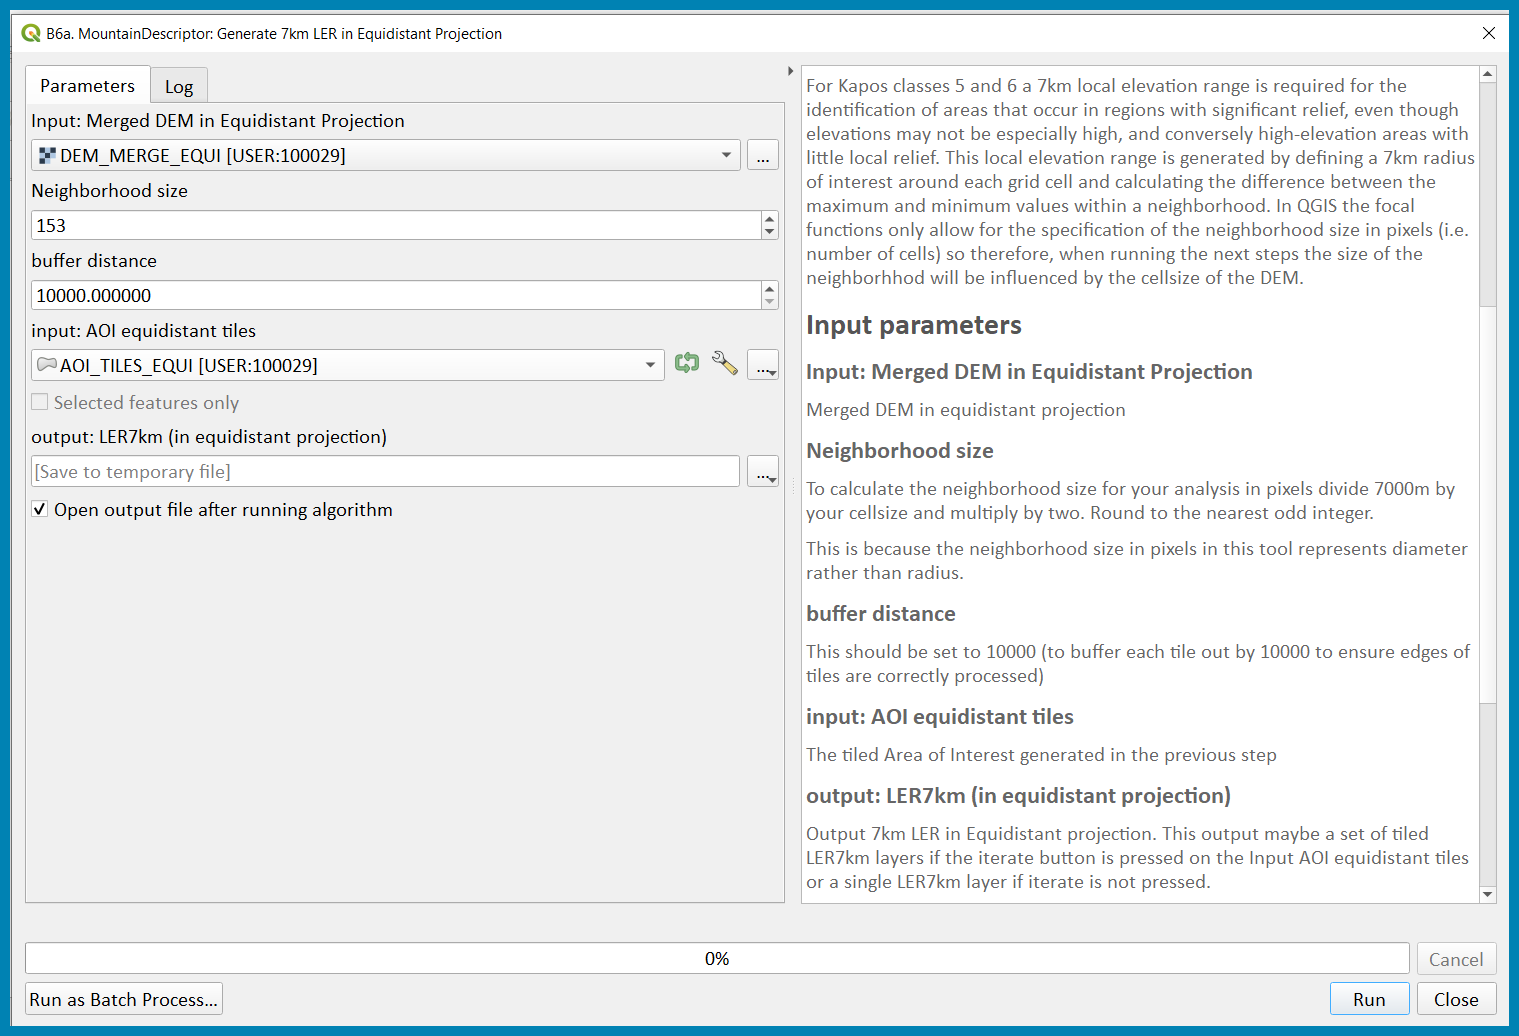 B6a. MountainDescriptor: Generate 7km LER in Equidistant Projection
Parameters
Log
Input: Merged DEM in Equidistant Projection
DEM_MERGE_EQUI [USER:100029]
...
Neighborhood size
153
buffer distance
10000.000000
input: AOI equidistant tiles
AOI_TILES_EQUI [USER:100029]
...
Selected features only
output: LER7km (in equidistant projection)
[Save to temporary file]
...
Open output file after running algorithm
For Kapos classes 5 and 6 a 7km local elevation range is required for the
identification of areas that occur in regions with significant relief, even though
elevations may not be especially high, and conversely high-elevation areas with
little local relief. This local elevation range is generated by defining a 7km radius
of interest around each grid cell and calculating the difference between the
maximum and minimum values within a neighborhood. In QGIS the focal
functions only allow for the specification of the neighborhood size in pixels (i.e.
number of cells) so therefore, when running the next steps the size of the
neighborhhod will be influenced by the cellsize of the DEM.
Input parameters
Input: Merged DEM in Equidistant Projection
Merged DEM in equidistant projection
Neighborhood size
To calculate the neighborhood size for your analysis in pixels divide 7000m by
your cellsize and multiply by two. Round to the nearest odd integer.
This is because the neighborhood size in pixels in this tool represents diameter
rather than radius.
buffer distance
This should be set to 10000 (to buffer each tile out by 10000 to ensure edges of
tiles are correctly processed)
input: AOI equidistant tiles
The tiled Area of Interest generated in the previous step
output: LER7km (in equidistant projection)
Output 7km LER in Equidistant projection. This output maybe a set of tiled
LER7km layers if the iterate button is pressed on the Input AOI equidistant tiles
or a single LER7km layer if iterate is not pressed.
0%
Cancel
Run as Batch Process...
Run
Close